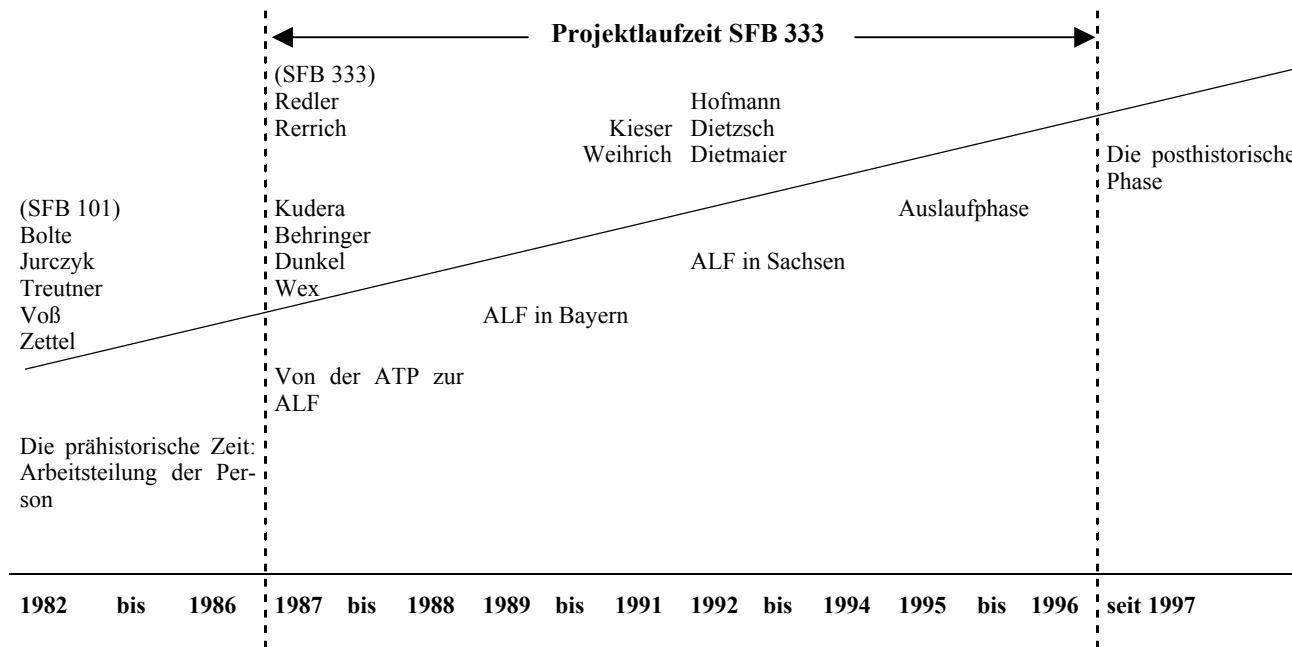 Projektlaufzeit SFB 333
(SFB 333)
Redler
Rerrich
Hofmann
Kieser Dietzsch
Weihrich Dietmaier
Die posthistorische
Phase
(SFB 101)
Bolte
Jurczyk
Treutner
Voß
Zettel
Kudera
Behringer
Dunkel
Wex
Auslaufphase
ALF in Sachsen
ALF in Bayern
Von der ATP zur
ALF
Die prähistorische Zeit:
Arbeitsteilung der Per-
son
1982 bis 1986 1987 bis 1988 1989 bis 1991 1992 bis 1994 1995 bis 1996 seit 1997